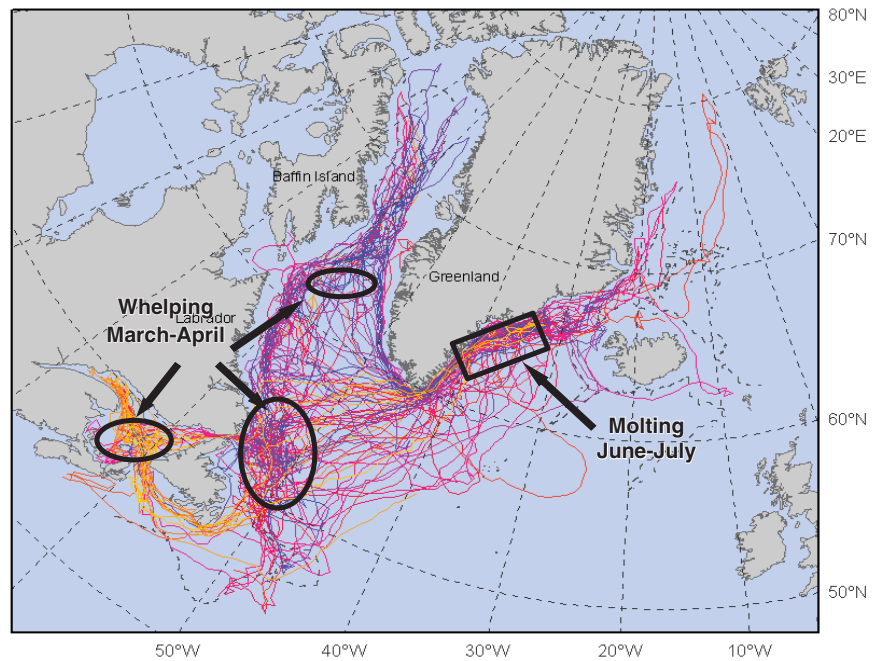 80°N
30°E
20°E
Baffin Island
70°N
Greenland
Whelping
March-April
Labrador
Molting
June-July
60°N
50°N
50°W
40°W
30°W
20°W
10°W